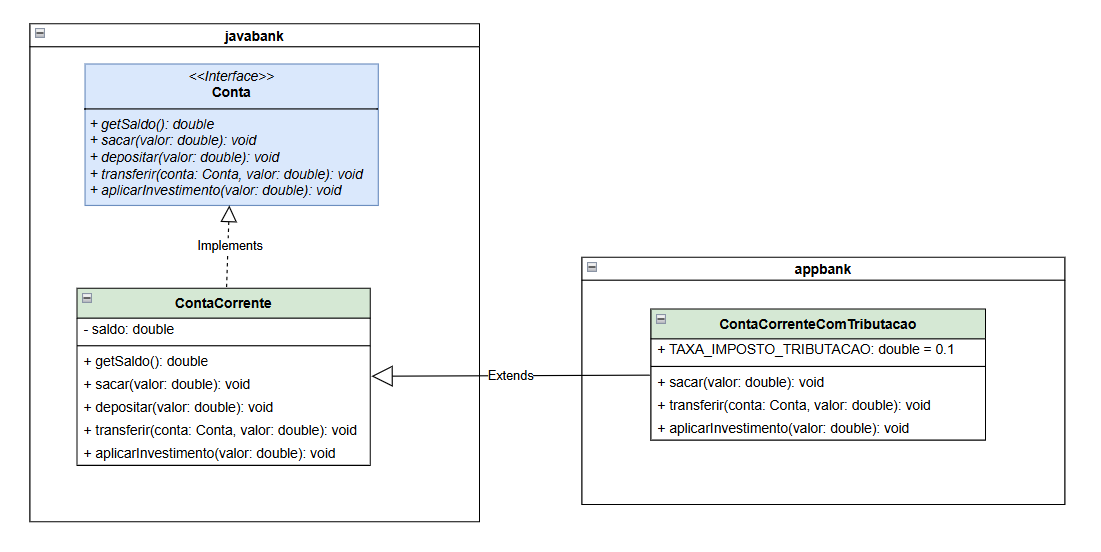 javabank
<<Interface>>
Conta
+ getSaldo(): double
+ sacar(valor: double): void
+ depositar(valor: double): void
+ transferir(conta: Conta, valor: double): void
+ aplicarInvestimento(valor: double): void
Implements
ContaCorrente
- saldo: double
+ getSaldo(): double
+ sacar(valor: double): void
+ depositar(valor: double): void
+ transferir(conta: Conta, valor: double): void
+ aplicarInvestimento(valor: double): void
Extends
appbank
ContaCorrenteComTributacao
+ TAXA_IMPOSTO_TRIBUTACAO: double = 0.1
+ sacar(valor: double): void
+ transferir(conta: Conta, valor: double): void
+ aplicarInvestimento(valor: double): void